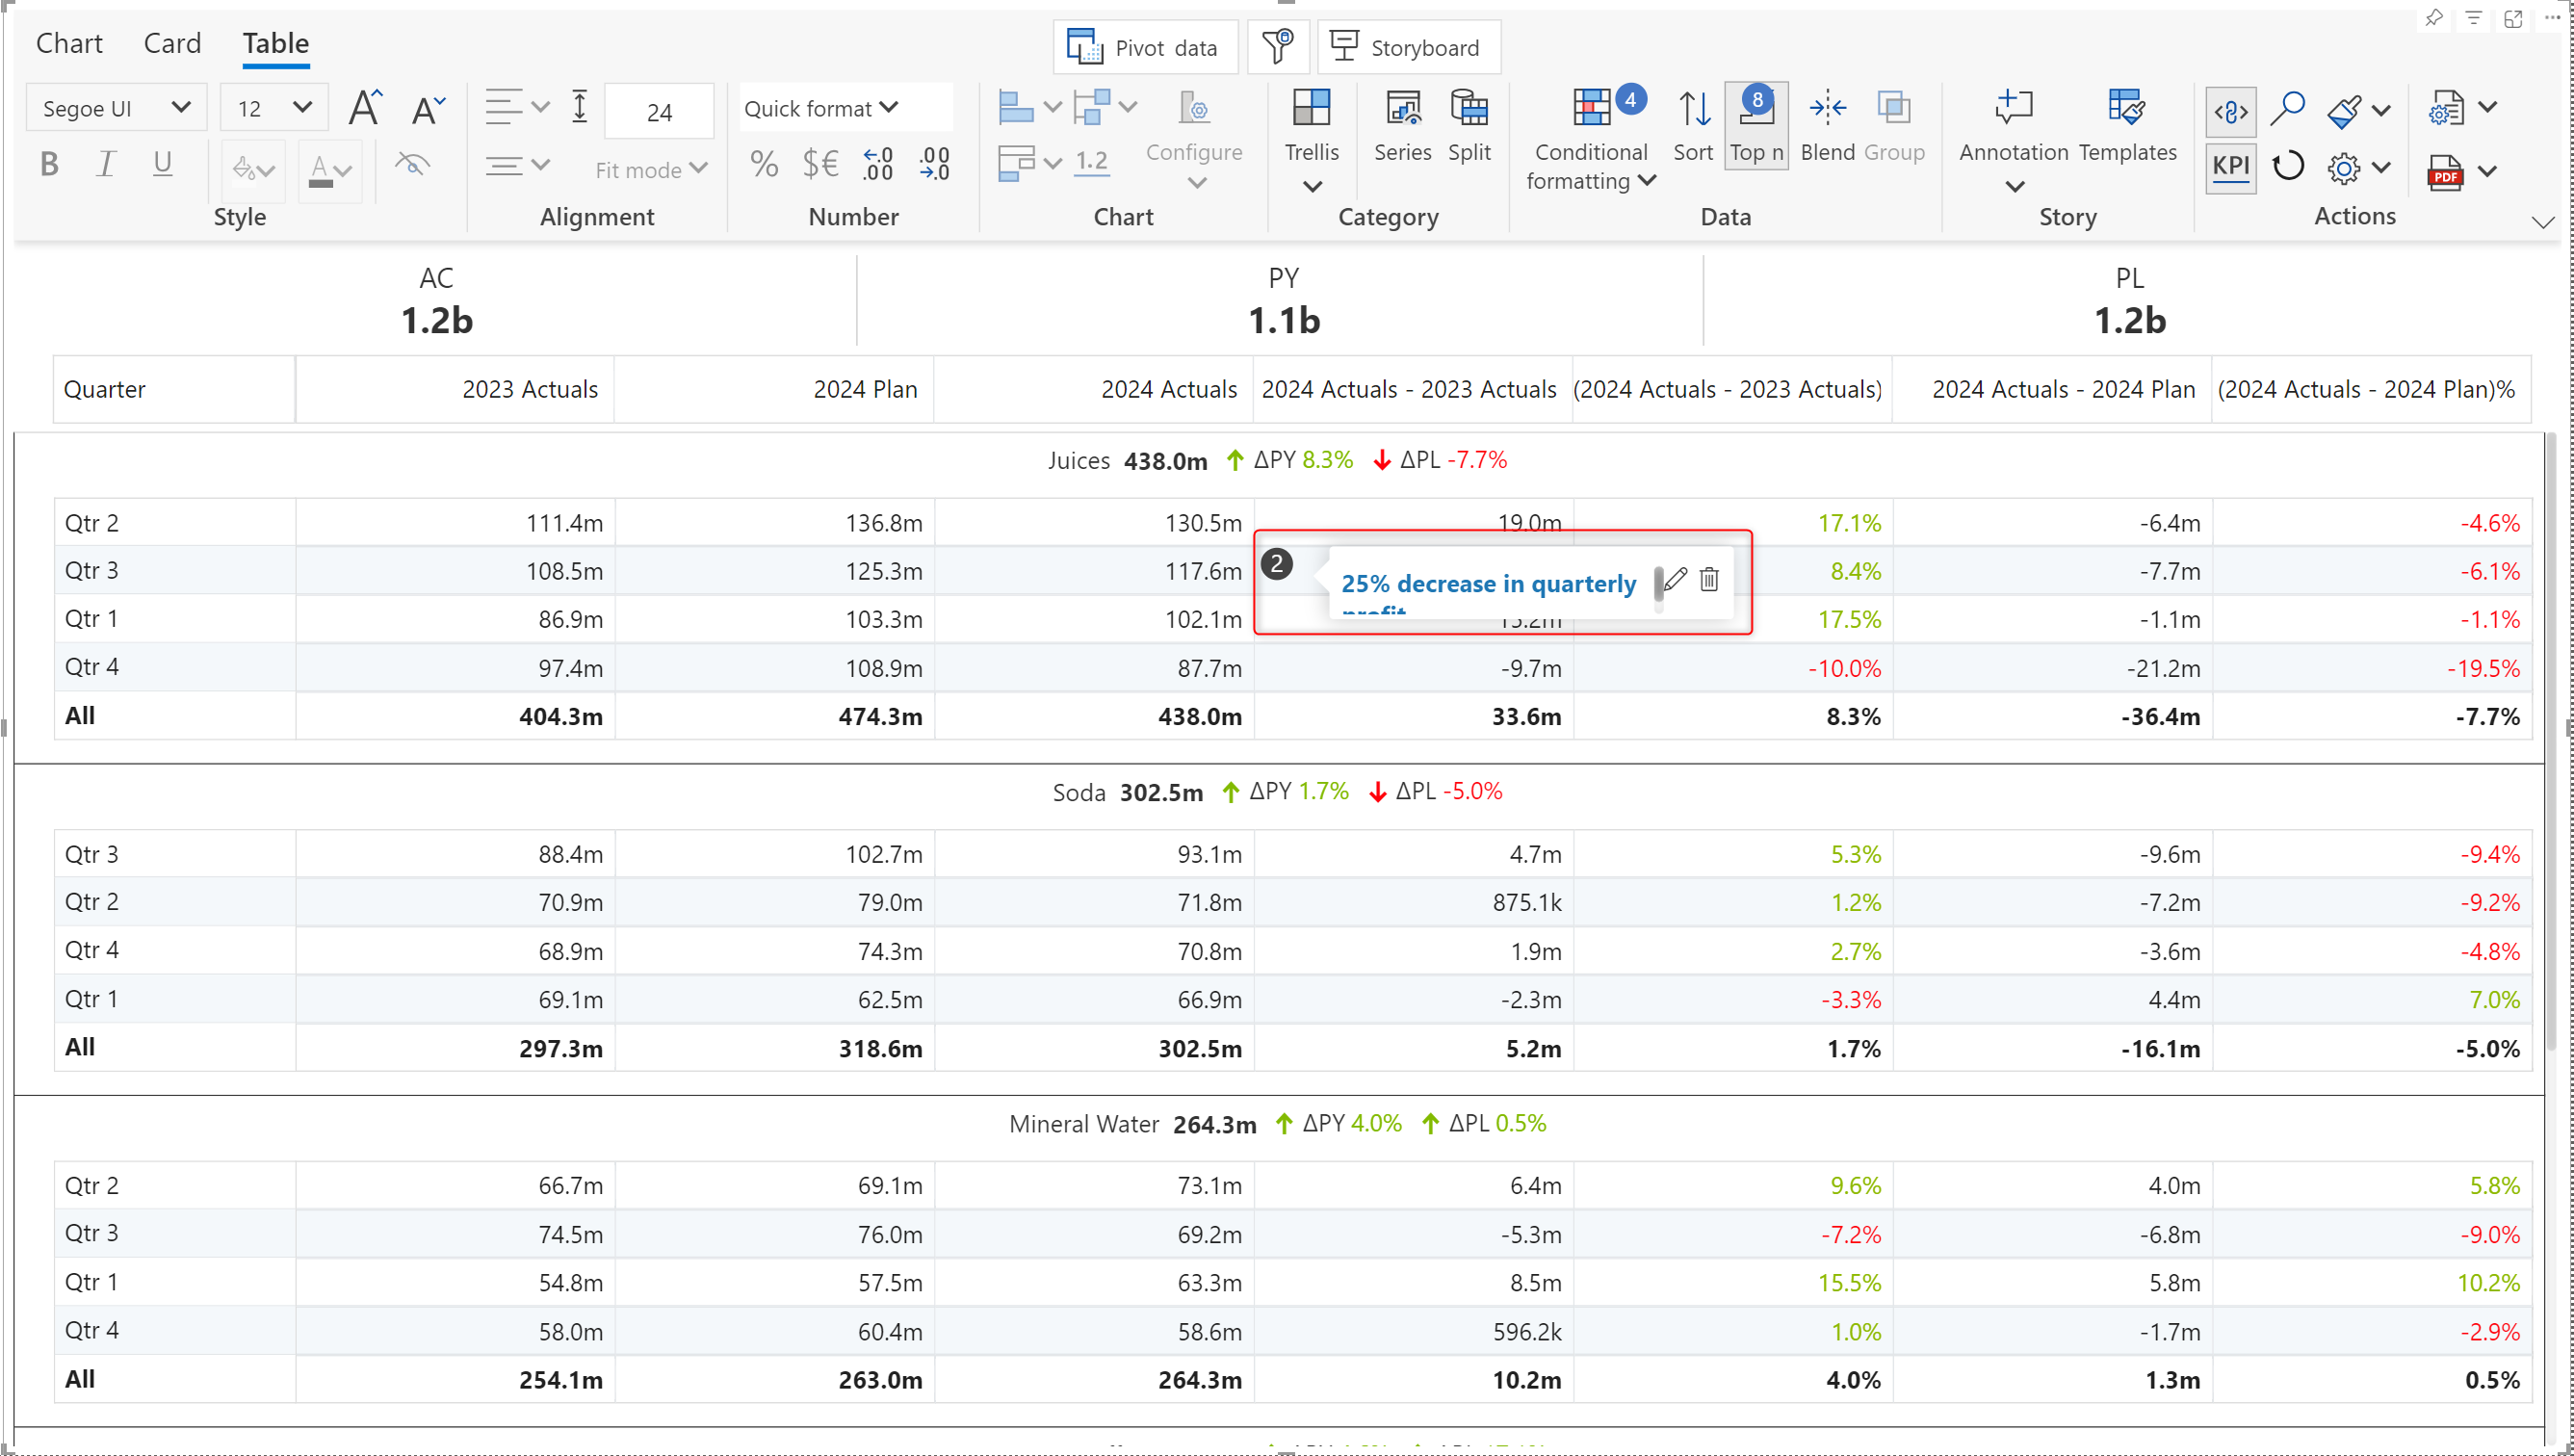 Chart Card Table
Pivot data Storyboard
Segoe UI 12 A A 24 Quick format 4 8
B I U A Fit mode % $€ .0 .00 .00 .0 1.2 Configure Trellis Series Split Conditional formatting Sort Top n Blend Group Annotation Templates KPI PDF
Style Alignment Number Chart Category Data Story Actions
AC PY PL
1.2b 1.1b 1.2b
Quarter 2023 Actuals 2024 Plan 2024 Actuals 2024 Actuals - 2023 Actuals (2024 Actuals - 2023 Actuals) 2024 Actuals - 2024 Plan (2024 Actuals - 2024 Plan)%
Juices 438.0m ΔPY 8.3% ΔPL -7.7%
Qtr 2 111.4m 136.8m 130.5m 19.0m 17.1% -6.4m -4.6%
Qtr 3 108.5m 125.3m 117.6m 2 8.4% -7.7m -6.1%
25% decrease in quarterly
profit
Qtr 1 86.9m 103.3m 102.1m 15.2m 17.5% -1.1m -1.1%
Qtr 4 97.4m 108.9m 87.7m -9.7m -10.0% -21.2m -19.5%
All 404.3m 474.3m 438.0m 33.6m 8.3% -36.4m -7.7%
Soda 302.5m ΔPY 1.7% ΔPL -5.0%
Qtr 3 88.4m 102.7m 93.1m 4.7m 5.3% -9.6m -9.4%
Qtr 2 70.9m 79.0m 71.8m 875.1k 1.2% -7.2m -9.2%
Qtr 4 68.9m 74.3m 70.8m 1.9m 2.7% -3.6m -4.8%
Qtr 1 69.1m 62.5m 66.9m -2.3m -3.3% 4.4m 7.0%
All 297.3m 318.6m 302.5m 5.2m 1.7% -16.1m -5.0%
Mineral Water 264.3m ΔPY 4.0% ΔPL 0.5%
Qtr 2 66.7m 69.1m 73.1m 6.4m 9.6% 4.0m 5.8%
Qtr 3 74.5m 76.0m 69.2m -5.3m -7.2% -6.8m -9.0%
Qtr 1 54.8m 57.5m 63.3m 8.5m 15.5% 5.8m 10.2%
Qtr 4 58.0m 60.4m 58.6m 596.2k 1.0% -1.7m -2.9%
All 254.1m 263.0m 264.3m 10.2m 4.0% 1.3m 0.5%